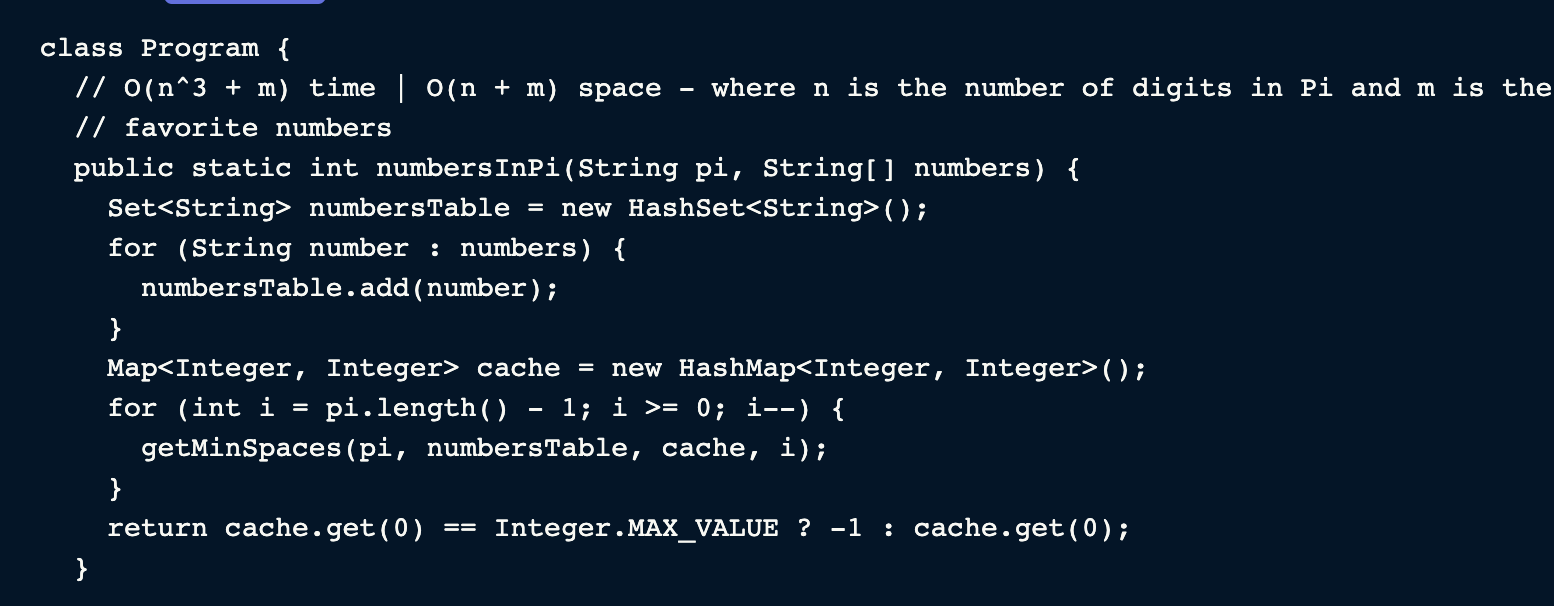 class Program {
// O(n^3 + m) time | O(n + m) space - where n is the number of digits in Pi and m is the
// favorite numbers
public static int numbersInPi(String pi, String[] numbers) {
Set<String> numbersTable = new HashSet<String>();
for (String number : numbers) {
numbersTable.add(number);
}
Map<Integer, Integer> cache = new HashMap<Integer, Integer>();
for (int i = pi.length() - 1; i >= 0; i--) {
getMinSpaces(pi, numbersTable, cache, i);
}
return cache.get(0) == Integer.MAX_VALUE ? -1 : cache.get(0);
}